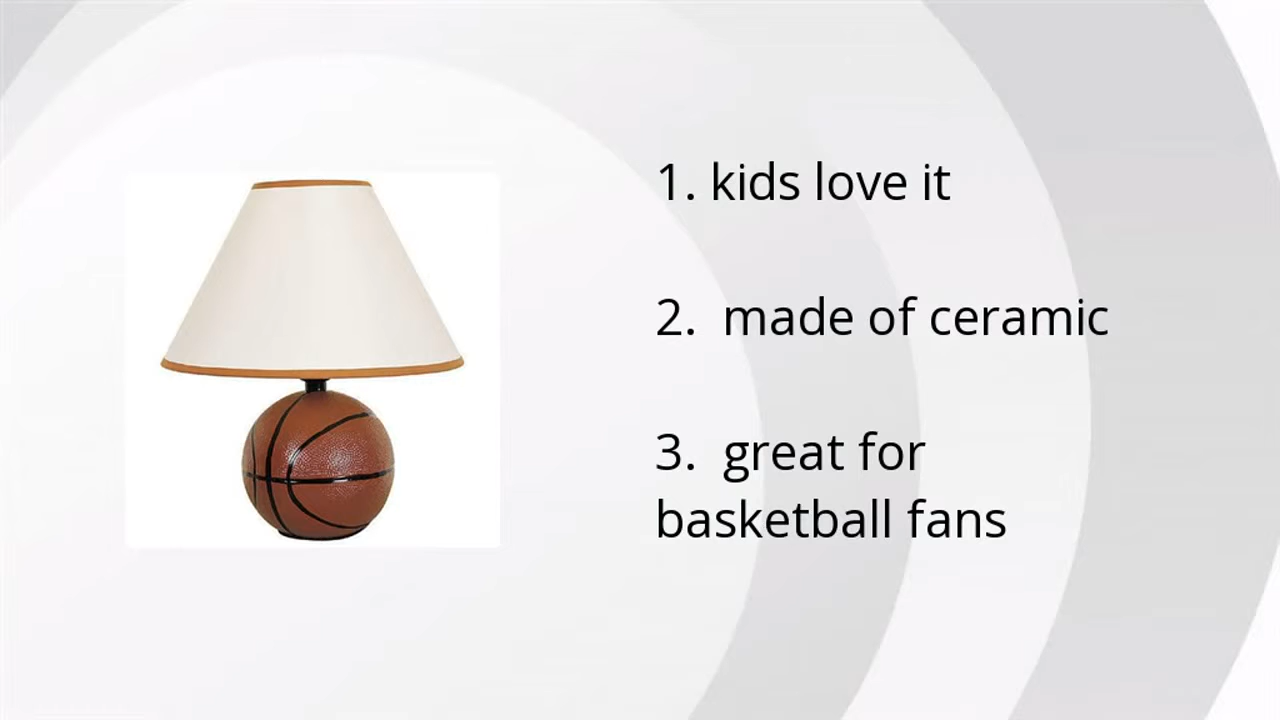 1. kids love it
2.  made of ceramic
3.  great for
basketball fans